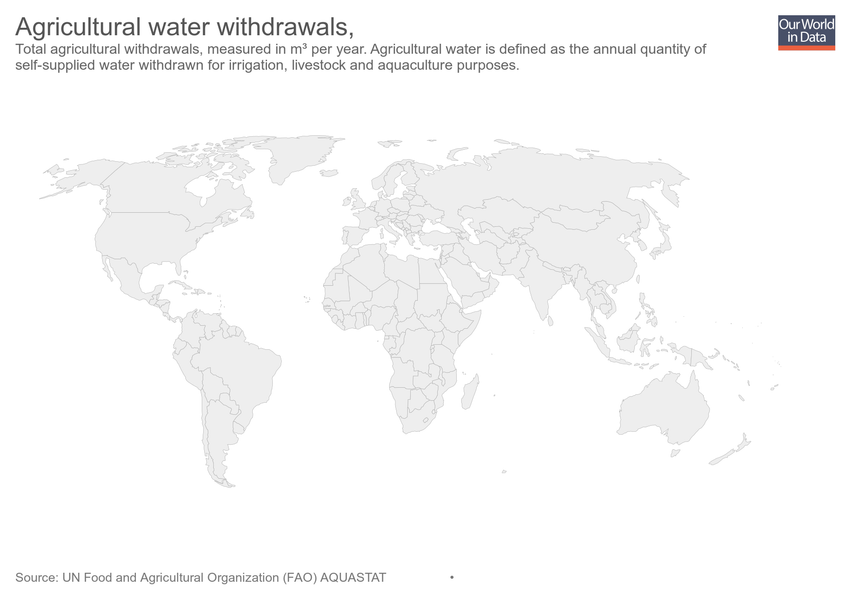 Agricultural water withdrawals,
Our World
in Data
Total agricultural withdrawals, measured in m³ per year. Agricultural water is defined as the annual quantity of
self-supplied water withdrawn for irrigation, livestock and aquaculture purposes.
Source: UN Food and Agricultural Organization (FAO) AQUASTAT •